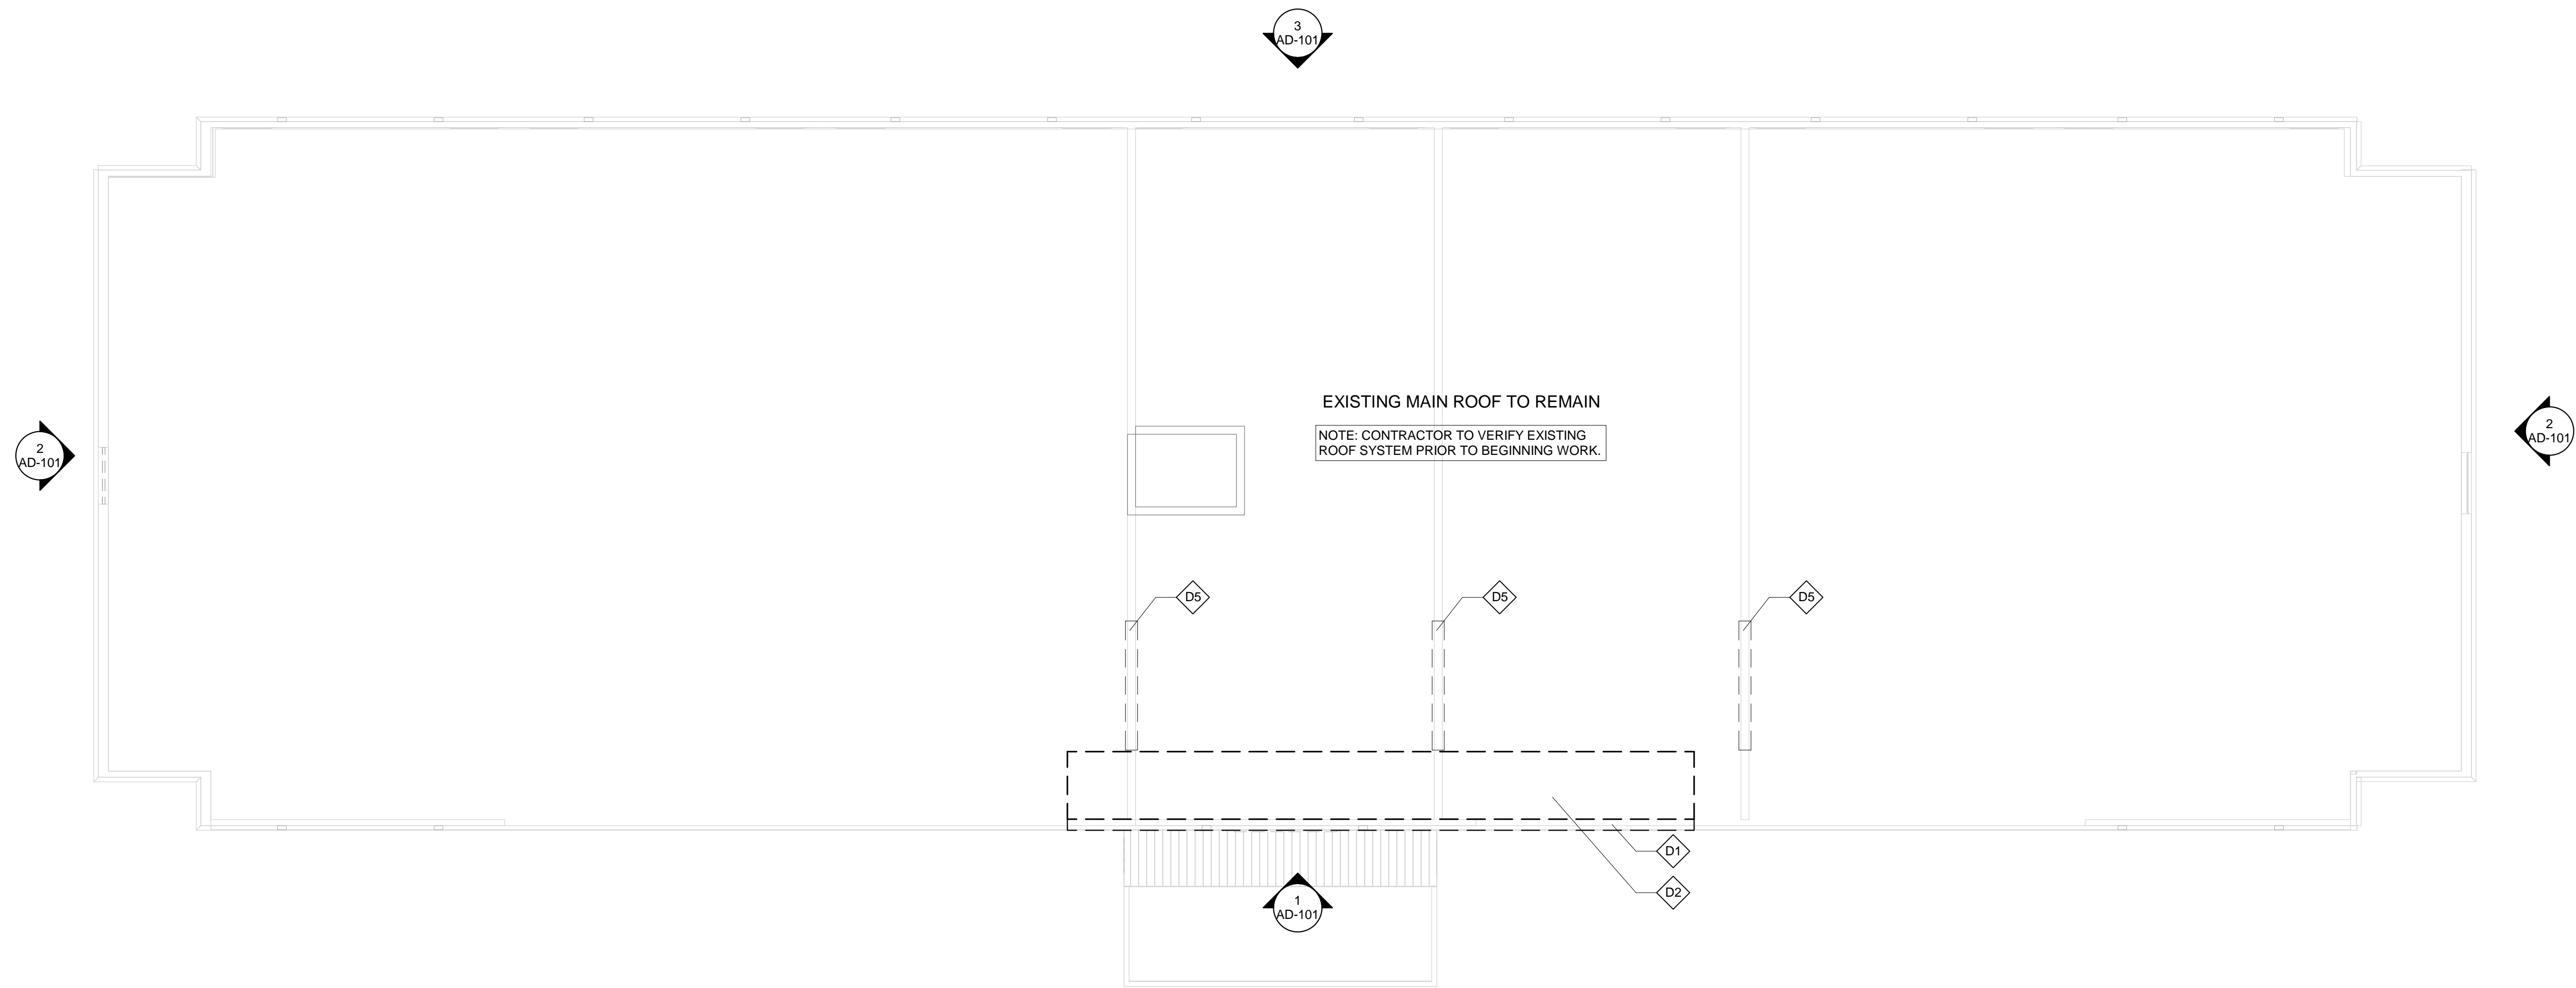 3
AD-101
EXISTING MAIN ROOF TO REMAIN
NOTE: CONTRACTOR TO VERIFY EXISTING
ROOF SYSTEM PRIOR TO BEGINNING WORK.
2
AD-101
2
AD-101
D5
D5
D5
D1
D2
1
AD-101